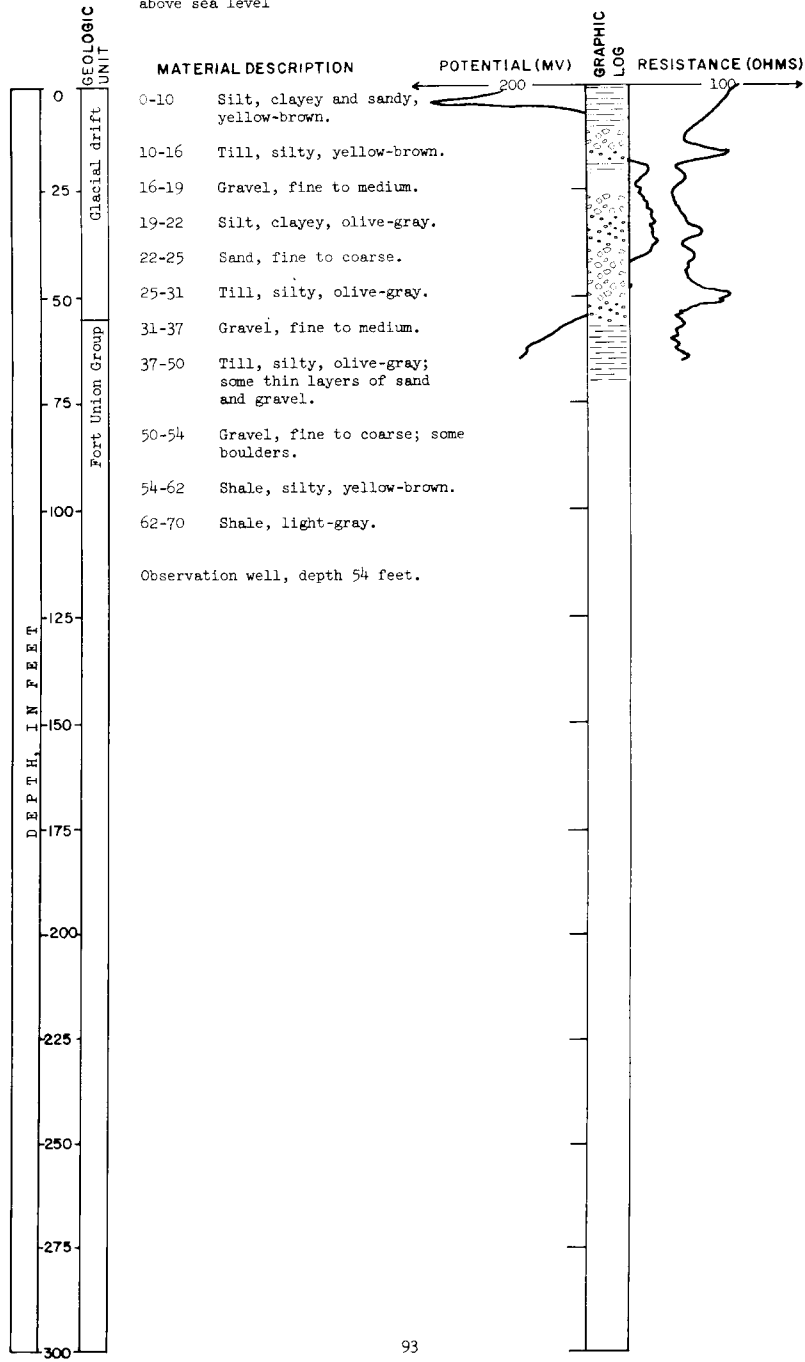 above sea level
GEOLOGIC
UNIT
MATERIAL DESCRIPTION
POTENTIAL (MV)
GRAPHIC
LOG
RESISTANCE (OHMS)
200
100
0-10 Silt, clayey and sandy,
yellow-brown.
10-16 Till, silty, yellow-brown.
16-19 Gravel, fine to medium.
19-22 Silt, clayey, olive-gray.
22-25 Sand, fine to coarse.
25-31 Till, silty, olive-gray.
31-37 Gravel, fine to medium.
37-50 Till, silty, olive-gray;
some thin layers of sand
and gravel.
50-54 Gravel, fine to coarse; some
boulders.
54-62 Shale, silty, yellow-brown.
62-70 Shale, light-gray.
Observation well, depth 54 feet.
Glacial drift
Fort Union Group
DEPTH, IN FEET
0
25
50
75
100
125
150
175
200
225
250
275
300
93